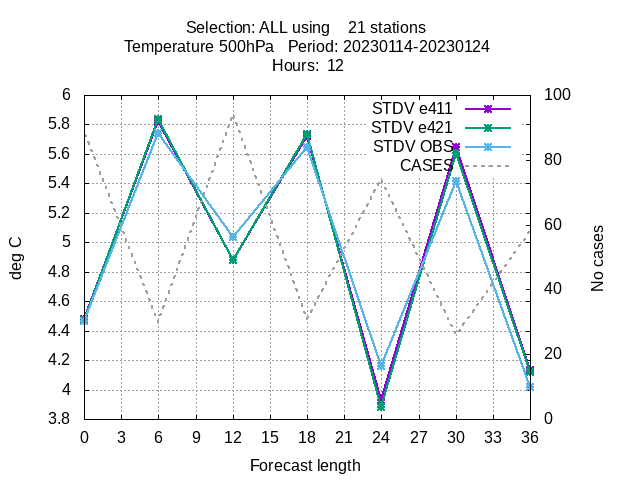 Selection: ALL using    21 stations
Temperature 500hPa   Period: 20230114-20230124
Hours:  12
STDV e411
STDV e421
STDV OBS
CASES
6
5.8
5.6
5.4
5.2
5
4.8
4.6
4.4
4.2
4
3.8
100
80
60
40
20
0
deg C
No cases
0 3 6 9 12 15 18 21 24 27 30 33 36
Forecast length